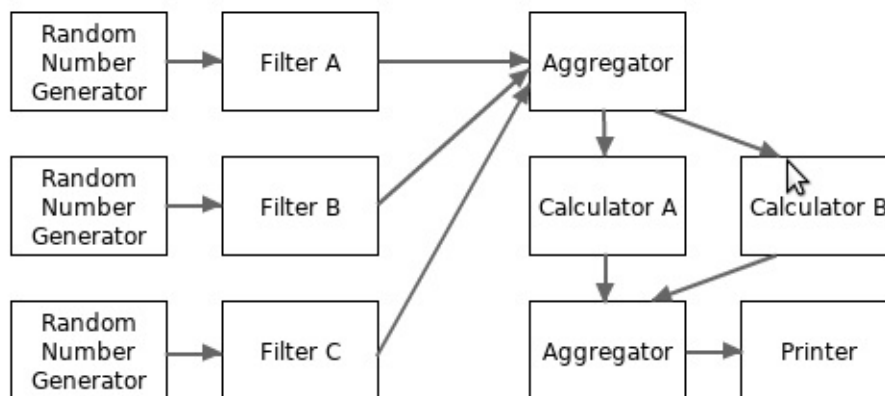 Random
Number
Generator
Filter A
Aggregator
Random
Number
Generator
Filter B
Calculator A
Calculator B
Random
Number
Generator
Filter C
Aggregator
Printer